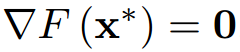 ∇F (x*) = 0